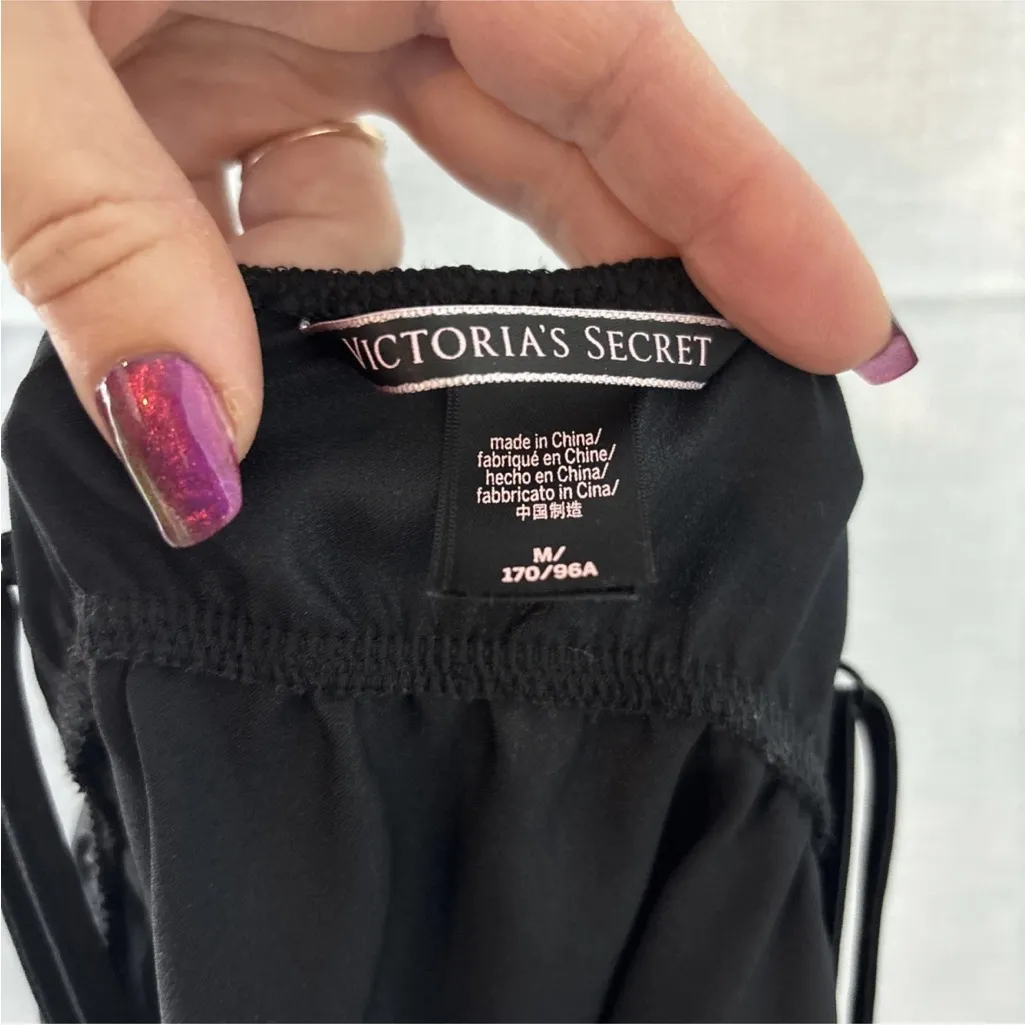 VICTORIA'S SECRET
made in China/
fabriqué en Chine/
hecho en China/
fabbricato in Cina/
中国制造
M/
170/96A